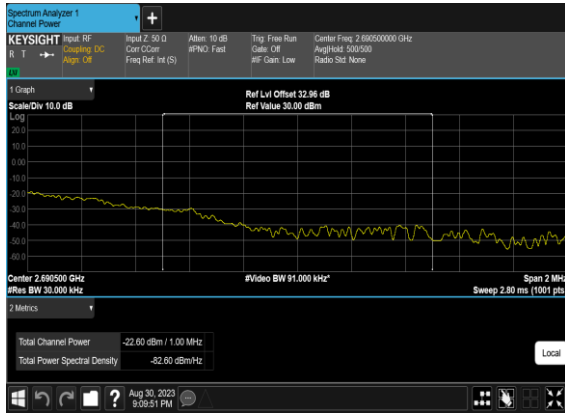 Spectrum Analyzer 1
Channel Power
KEYSIGHT
R T
LXI
Input: RF
Coupling: DC
Align: Off
Input Z: 50 Ω
Corr CCorr
Freq Ref: Int (S)
Atten: 10 dB
#PNO: Fast
Trig: Free Run
Gate: Off
#IF Gain: Low
Center Freq: 2.690500000 GHz
Avg|Hold: 500/500
Radio Std: None
1 Graph
Scale/Div 10.0 dB
Ref Lvl Offset 32.96 dB
Ref Value 30.00 dBm
Log
20.0
10.0
0.00
-10.0
-20.0
-30.0
-40.0
-50.0
-60.0
Center 2.690500 GHz
#Video BW 91.000 kHz*
Span 2 MHz
#Res BW 30.000 kHz
Sweep 2.80 ms (1001 pts
2 Metrics
Total Channel Power -22.60 dBm / 1.00 MHz
Total Power Spectral Density -82.60 dBm/Hz
Local
?
Aug 30, 2023
9:09:51 PM